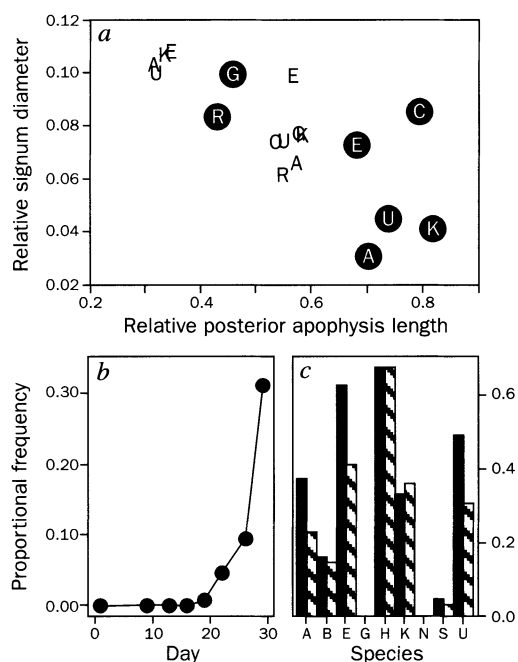 a
Relative signum diameter
0.12
0.10
0.08
0.06
0.04
0.02
E
K
A
U
G
E
R
C
E
U
K
A
R
A
U
K
0.2
0.4
0.6
0.8
Relative posterior apophysis length
b
Proportional frequency
0.30
0.20
0.10
0.00
0
10
20
30
Day
c
0.6
0.4
0.2
0.0
A B E G H K N S U
Species